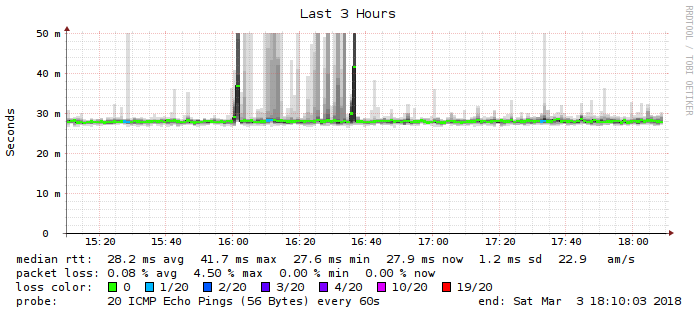 Last 3 Hours
RRDTOOL / TOBI OETIKER
Seconds
50 m
40 m
30 m
20 m
10 m
0
15:20 15:40 16:00 16:20 16:40 17:00 17:20 17:40 18:00
median rtt: 28.2 ms avg 41.7 ms max 27.6 ms min 27.9 ms now 1.2 ms sd 22.9 am/s
packet loss: 0.08 % avg 4.50 % max 0.00 % min 0.00 % now
loss color: 0 1/20 2/20 3/20 4/20 10/20 19/20
probe: 20 ICMP Echo Pings (56 Bytes) every 60s end: Sat Mar 3 18:10:03 2018